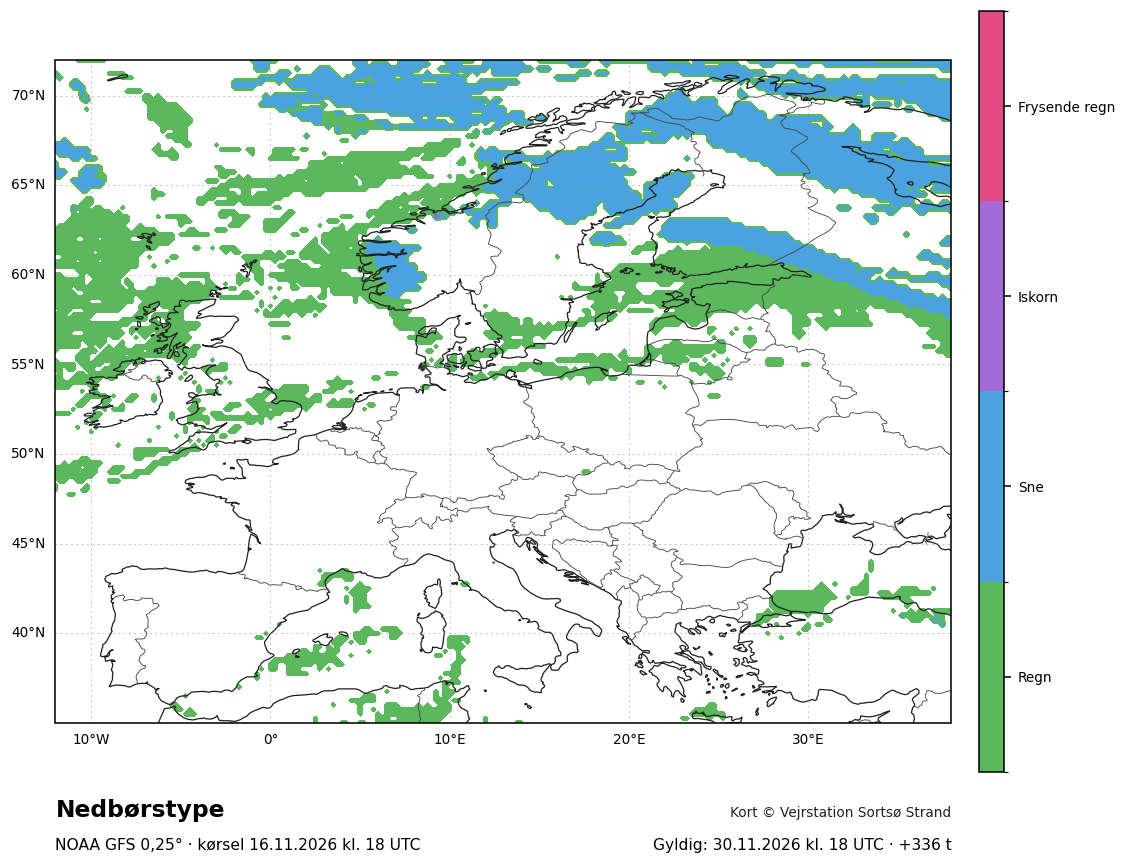 Frysende regn
Iskorn
Sne
Regn
70°N
65°N
60°N
55°N
50°N
45°N
40°N
10°W
0°
10°E
20°E
30°E
Nedbørstype
Kort © Vejrstation Sortsø Strand
NOAA GFS 0,25° · kørsel 16.11.2026 kl. 18 UTC
Gyldig: 30.11.2026 kl. 18 UTC · +336 t